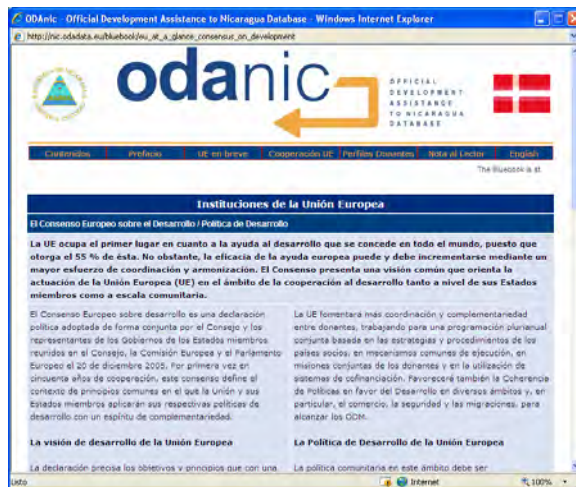 ODAnic - Official Development Assistance to Nicaragua Database - Windows Internet Explorer
http://nic.odadata.eu/bluebook/eu_at_a_glance_consensus_on_development
odanic
OFFICIAL
DEVELOPMENT
ASSISTANCE
TO NICARAGUA
DATABASE
Contenidos Prefacio UE en breve Cooperación UE Perfiles Donantes Nota al Lector English
The Bluebook is at
Instituciones de la Unión Europea
El Consenso Europeo sobre el Desarrollo / Política de Desarrollo
La UE ocupa el primer lugar en cuanto a la ayuda al desarrollo que se concede en todo el mundo, puesto que
otorga el 55 % de ésta. No obstante, la eficacia de la ayuda europea puede y debe incrementarse mediante un
mayor esfuerzo de coordinación y armonización. El Consenso presenta una visión común que orienta la
actuación de la Unión Europea (UE) en el ámbito de la cooperación al desarrollo tanto a nivel de sus Estados
miembros como a escala comunitaria.
El Consenso Europeo sobre desarrollo es una declaración
política adoptada de forma conjunta por el Consejo y los
representantes de los Gobiernos de los Estados miembros
reunidos en el Consejo, la Comisión Europea y el Parlamento
Europeo el 20 de diciembre 2005. Por primera vez en
cincuenta años de cooperación, este consenso define el
contexto de principios comunes en el que la Unión y sus
Estados miembros aplicarán sus respectivas políticas de
desarrollo con un espíritu de complementariedad.
La visión de desarrollo de la Unión Europea
La declaración precisa los objetivos y principios que con una
La UE fomentará mas coordinación y complementariedad
entre donantes, trabajando para una programación plurianual
conjunta basada en las estrategias y procedimientos de los
países socios, en mecanismos comunes de ejecución, en
misiones conjuntas de los donantes y en la utilización de
sistemas de cofinanciación. Favorecerá también la Coherencia
de Políticas en favor del Desarrollo en diversos ámbitos y, en
particular, el comercio, la seguridad y las migraciones, para
alcanzar los ODM.
La Política de Desarrollo de la Unión Europea
La política comunitaria en este ámbito debe ser
Listo Internet 100%